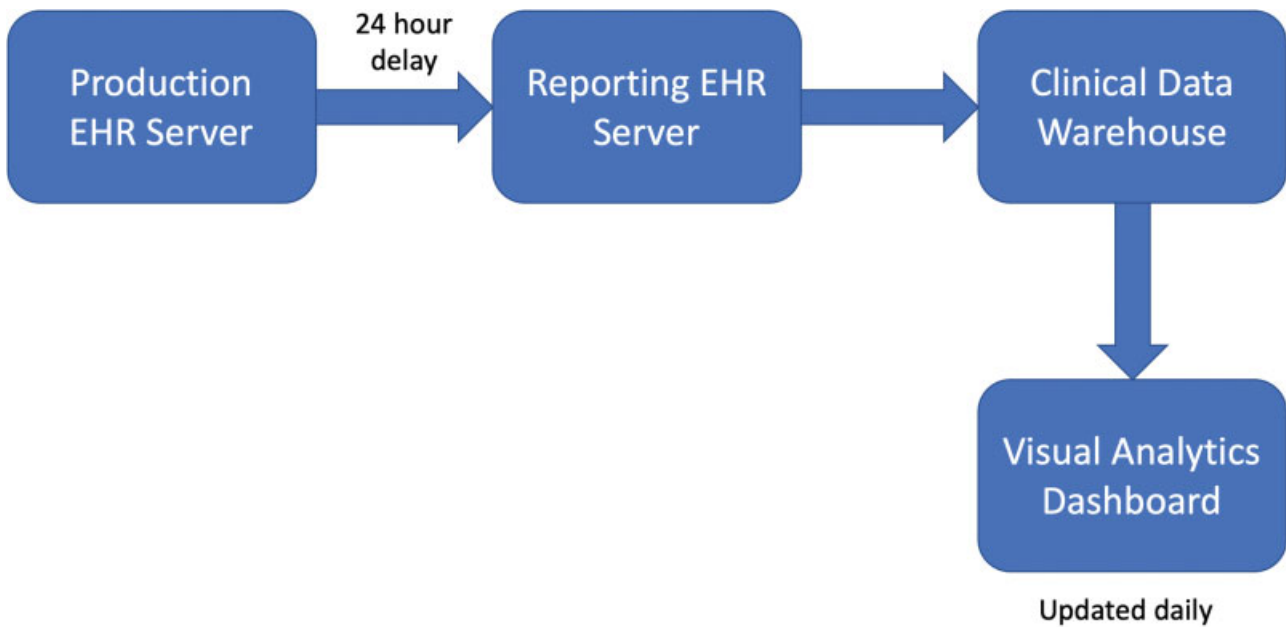 24 hour
delay
Production
EHR Server
Reporting EHR
Server
Clinical Data
Warehouse
Visual Analytics
Dashboard
Updated daily